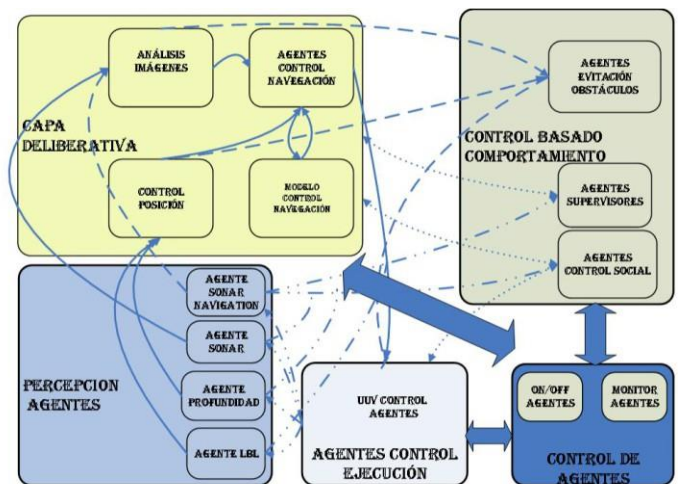 ANÁLISIS
IMÁGENES
AGENTES
CONTROL
NAVEGACIÓN
CAPA
DELIBERATIVA
CONTROL
POSICIÓN
MODELO
CONTROL
NAVEGACIÓN
AGENTES
EVITACIÓN
OBSTÁCULOS
CONTROL BASADO
COMPORTAMIENTO
AGENTES
SUPERVISORES
AGENTES
CONTROL SOCIAL
AGENTE
SONAR
NAVIGATION
AGENTE
SONAR
PERCEPCION
AGENTES
AGENTE
PROFUNDIDAD
AGENTE LBL
UUV CONTROL
AGENTES
AGENTES CONTROL
EJECUCIÓN
ON/OFF
AGENTES
MONITOR
AGENTES
CONTROL DE
AGENTES